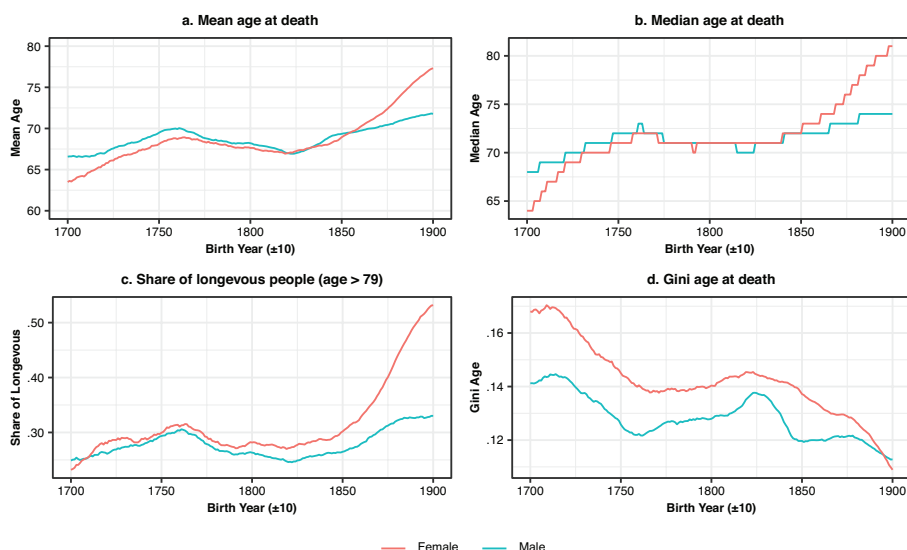 a. Mean age at death
80
75
70
65
60
Mean Age
1700 1750 1800 1850 1900
Birth Year (±10)
b. Median age at death
80
75
70
65
Median Age
1700 1750 1800 1850 1900
Birth Year (±10)
c. Share of longevous people (age > 79)
.50
.40
.30
Share of Longevous
1700 1750 1800 1850 1900
Birth Year (±10)
d. Gini age at death
.16
.14
.12
Gini Age
1700 1750 1800 1850 1900
Birth Year (±10)
Female Male